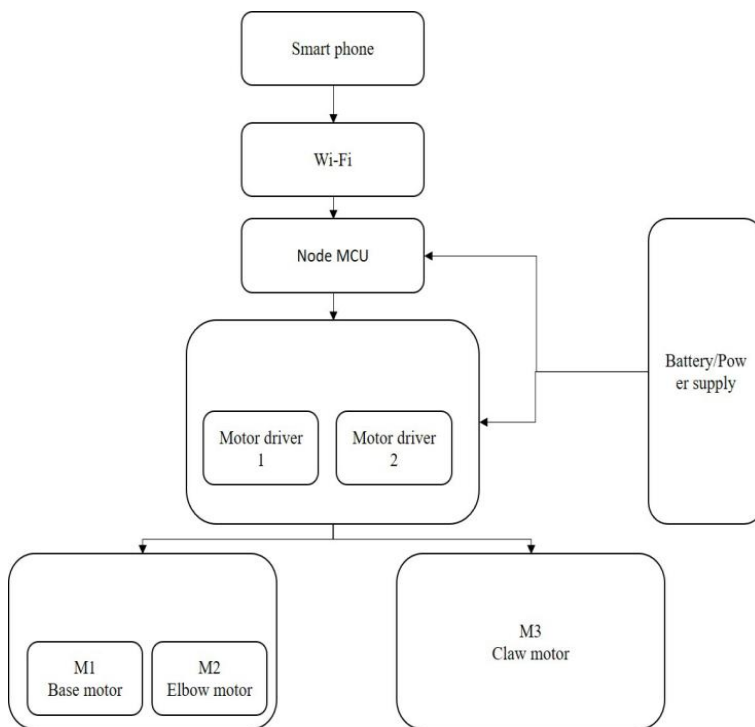 Smart phone
Wi-Fi
Node MCU
Battery/Pow
er supply
Motor driver
1
Motor driver
2
M1
Base motor
M2
Elbow motor
M3
Claw motor